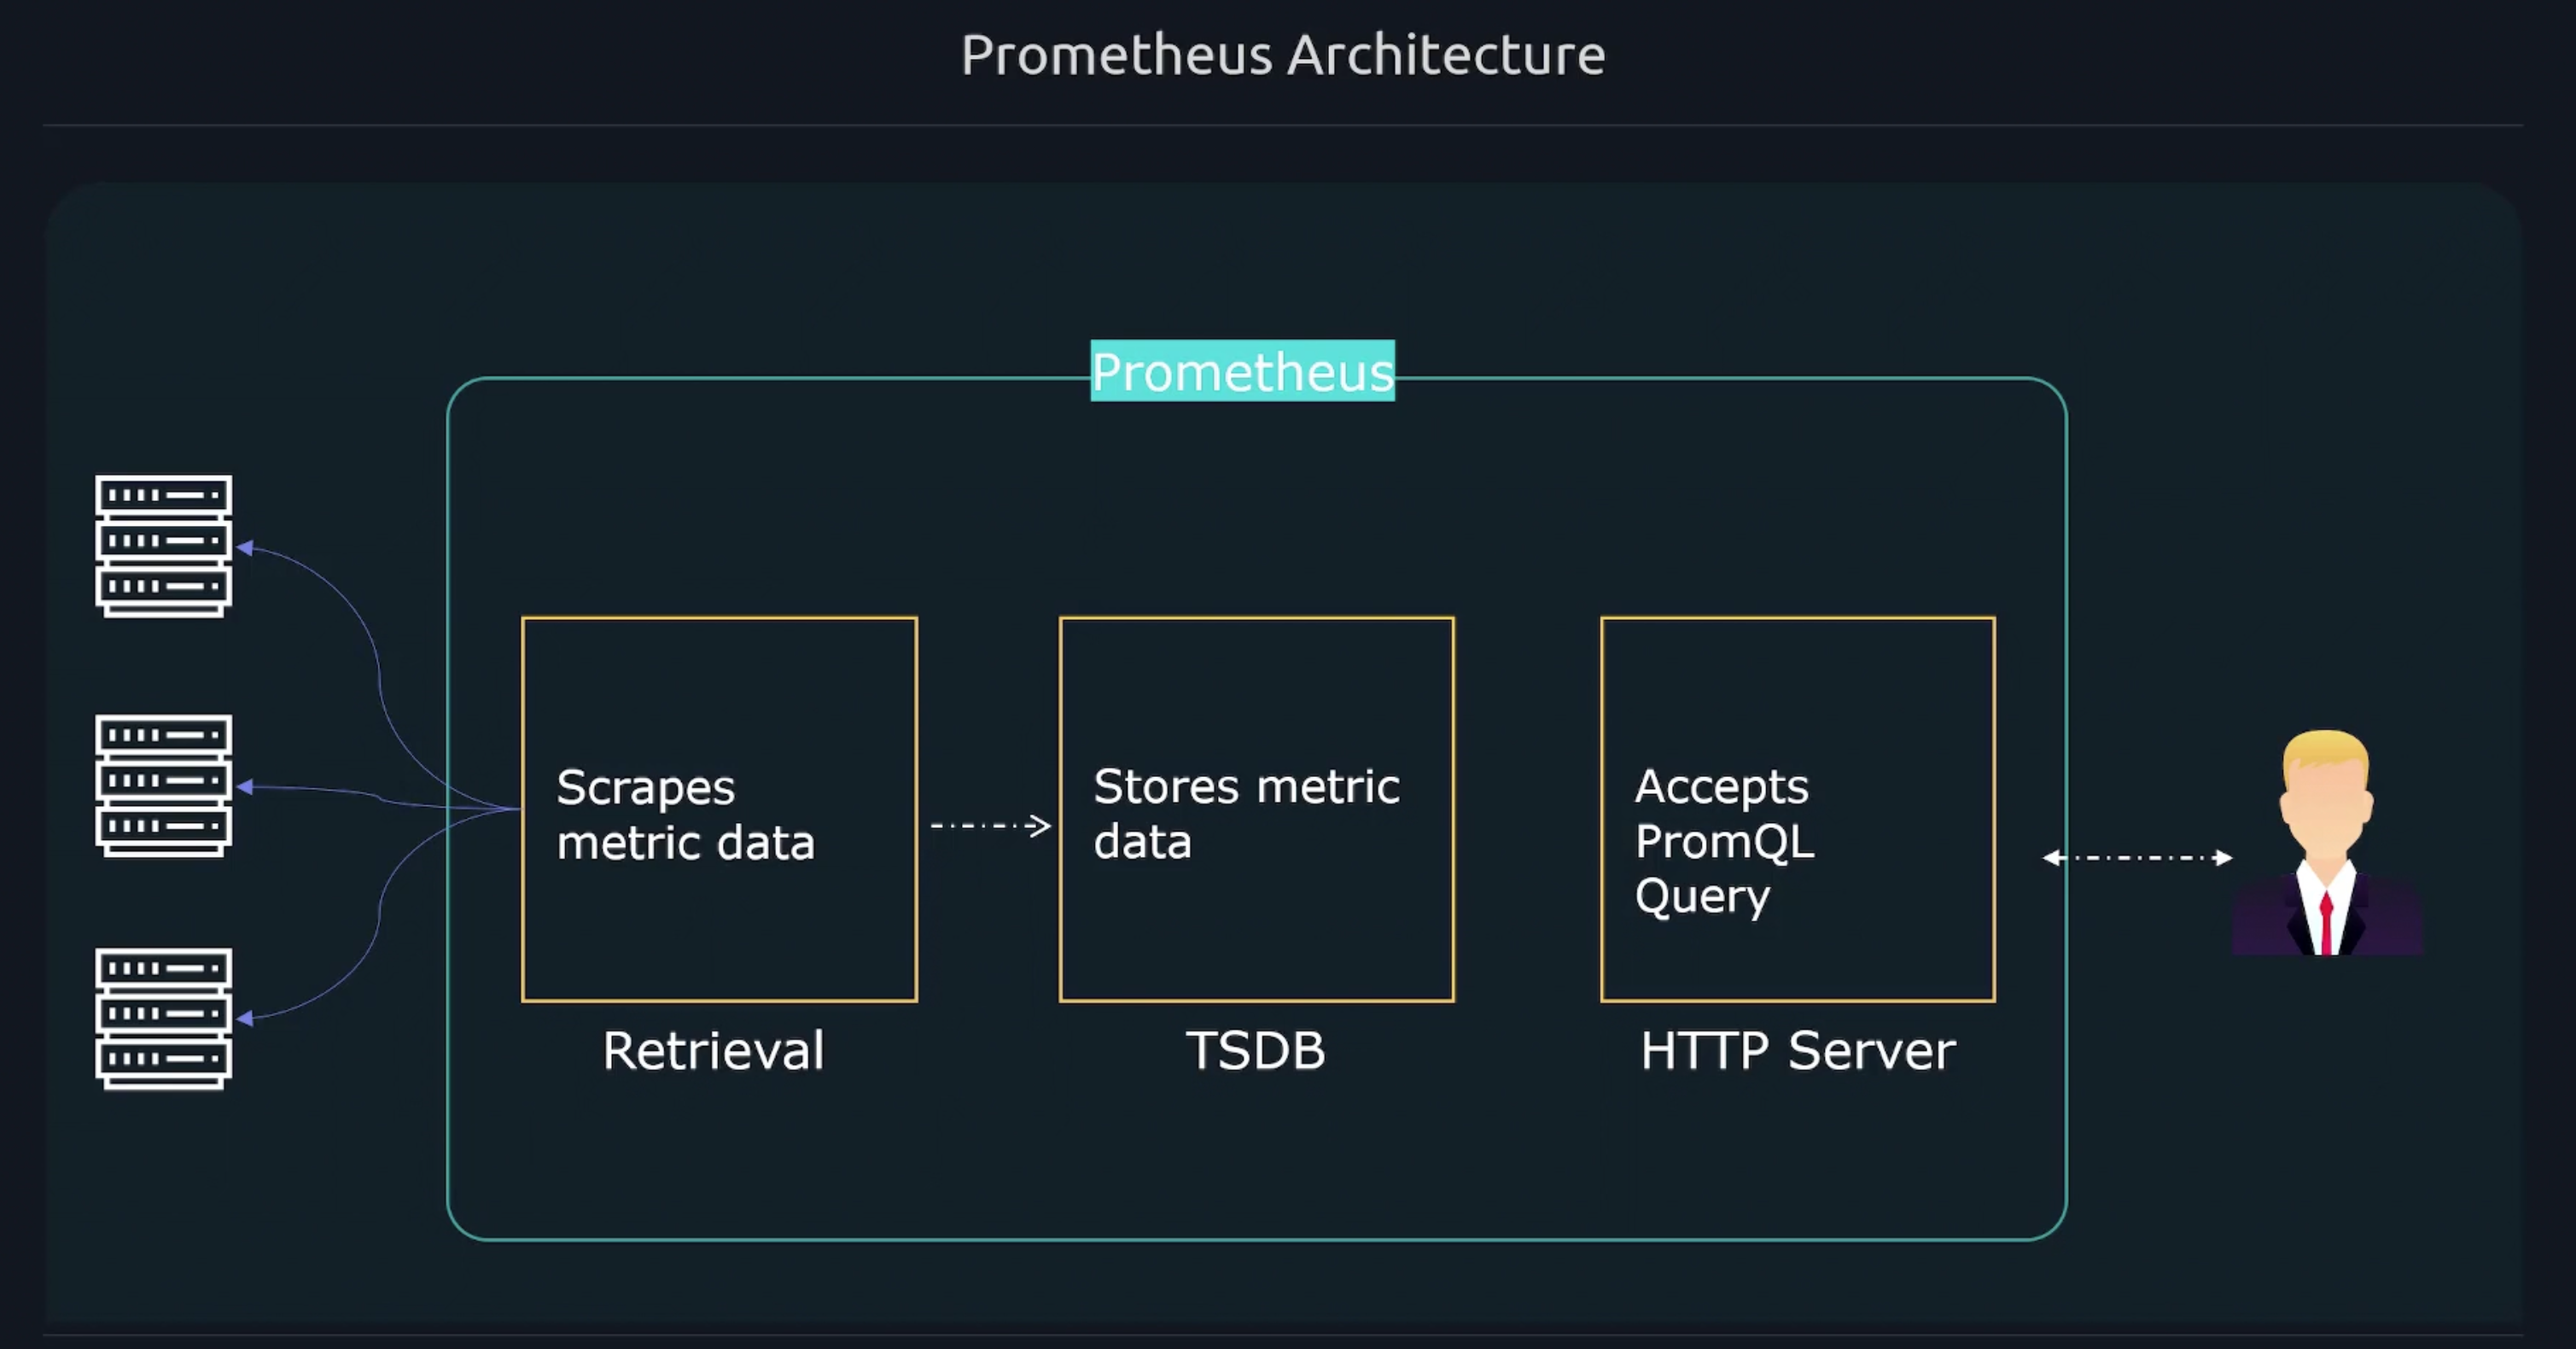 Prometheus Architecture
Prometheus
Scrapes
metric data
Retrieval
Stores metric
data
TSDB
Accepts
PromQL
Query
HTTP Server